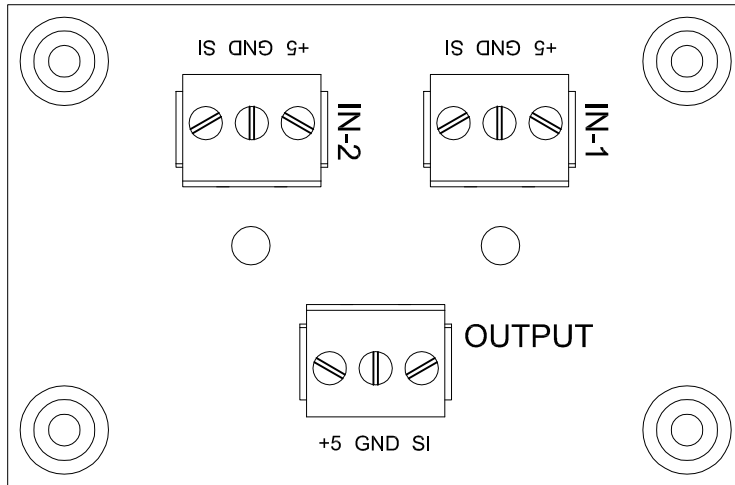 +5 GND SI
+5 GND SI
IN-2
IN-1
OUTPUT
+5 GND SI